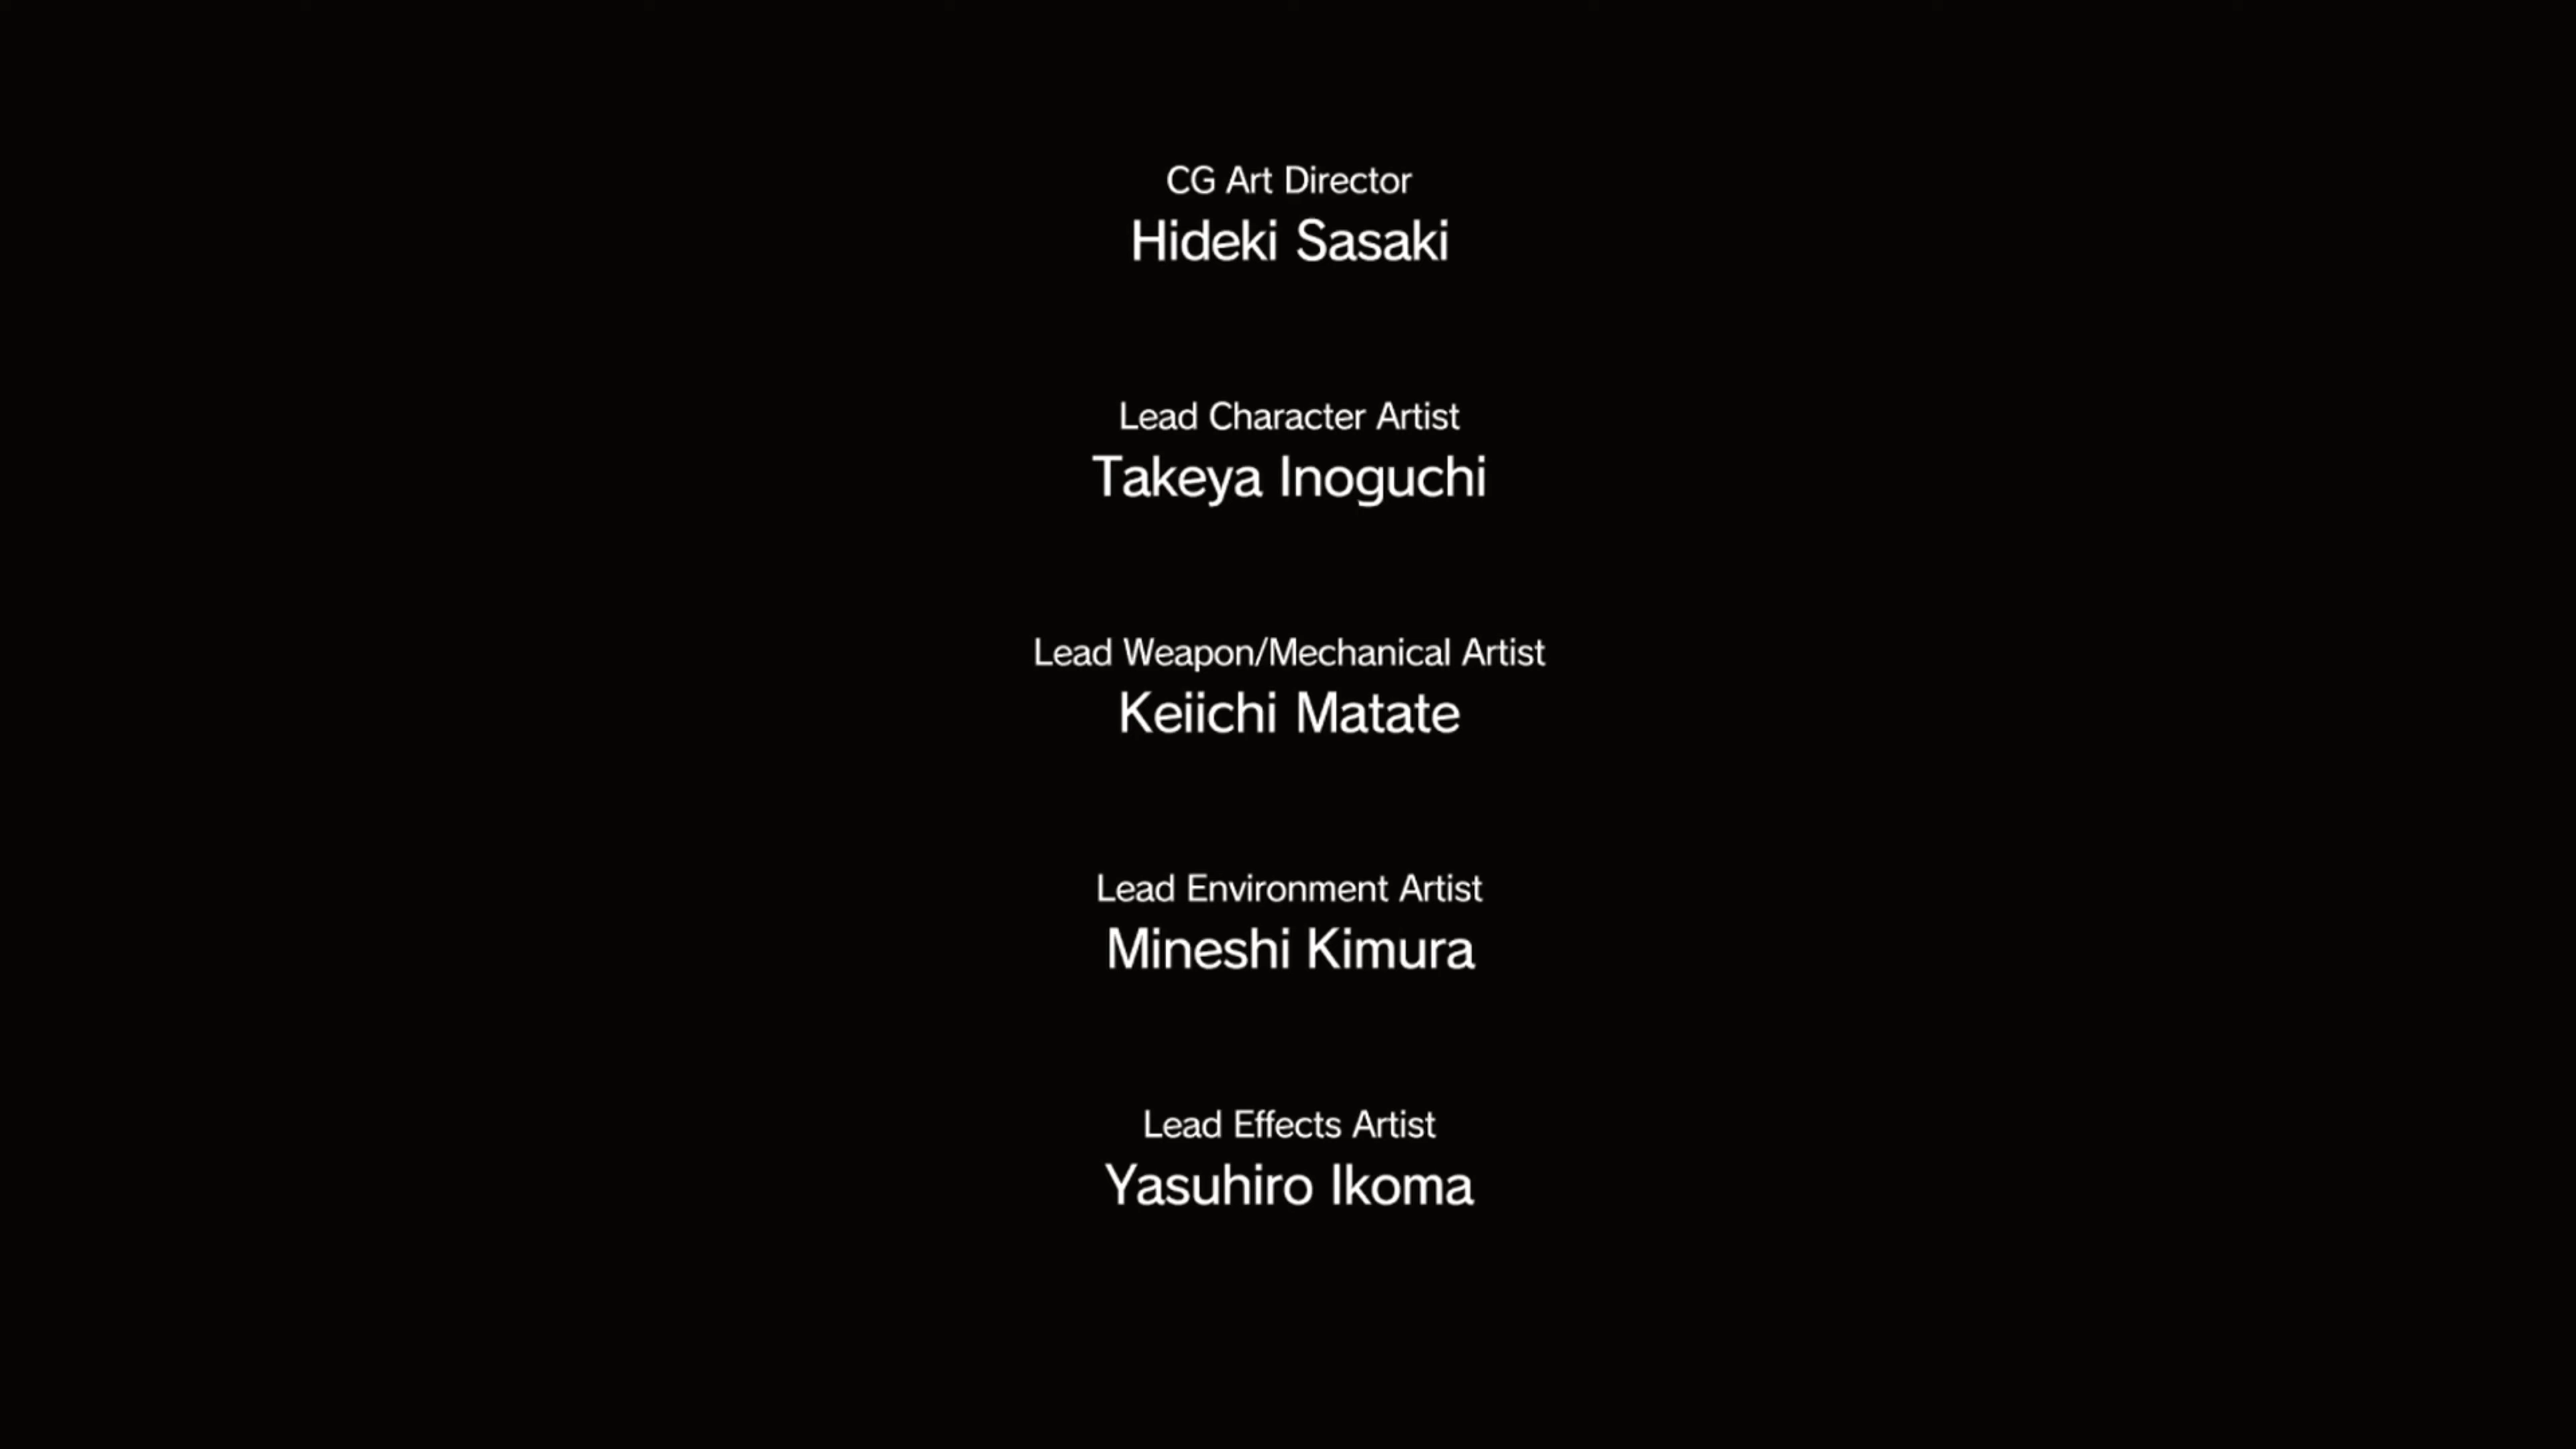 CG Art Director
Hideki Sasaki
Lead Character Artist
Takeya Inoguchi
Lead Weapon/Mechanical Artist
Keiichi Matate
Lead Environment Artist
Mineshi Kimura
Lead Effects Artist
Yasuhiro Ikoma